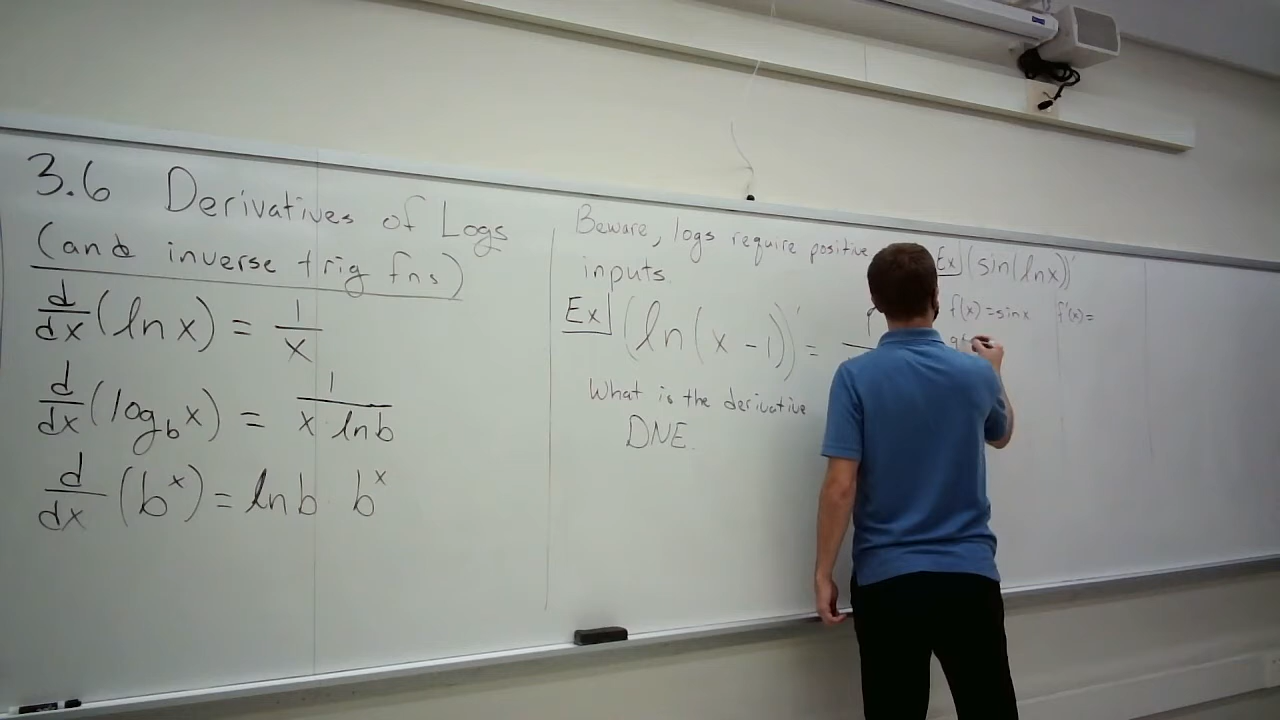 3.6 Derivatives of Logs
(and inverse trig fns)
d/dx (ln x) = 1/x
d/dx (log_b x) = 1/(x · ln b)
d/dx (b^x) = ln b · b^x
Beware, logs require positive
inputs.
Ex (ln(x - 1))' =
What is the derivative
DNE.
Ex (sin(ln x))'
f(x) = sin x f'(x) =